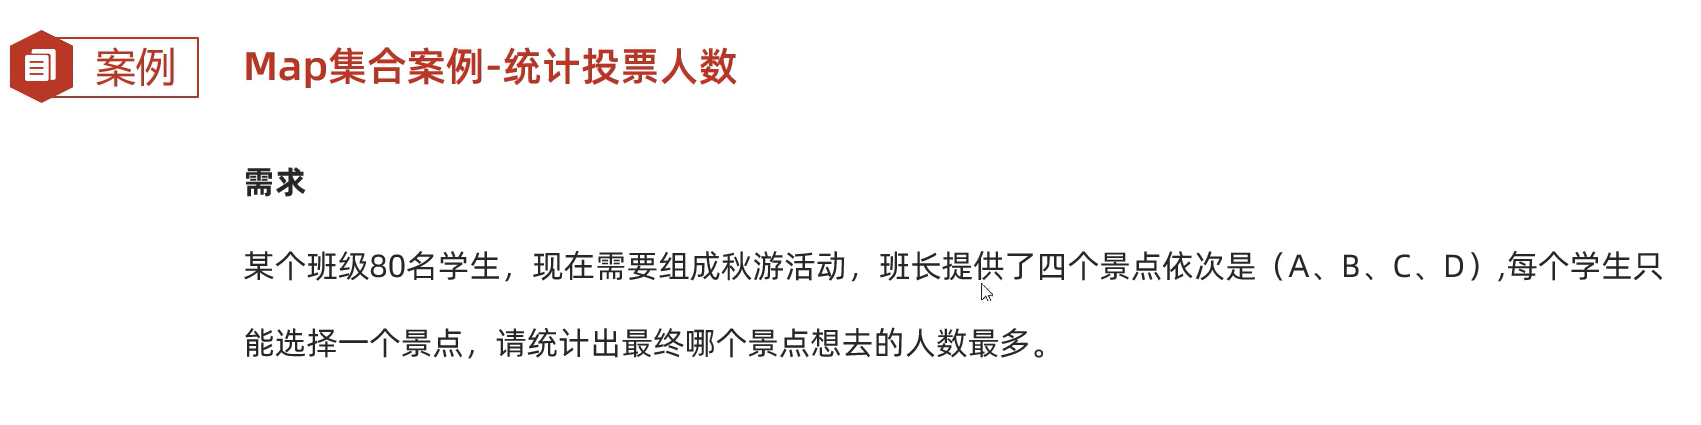 案例
Map集合案例-统计投票人数
需求
某个班级80名学生，现在需要组成秋游活动，班长提供了四个景点依次是（A、B、C、D）,每个学生只
能选择一个景点，请统计出最终哪个景点想去的人数最多。